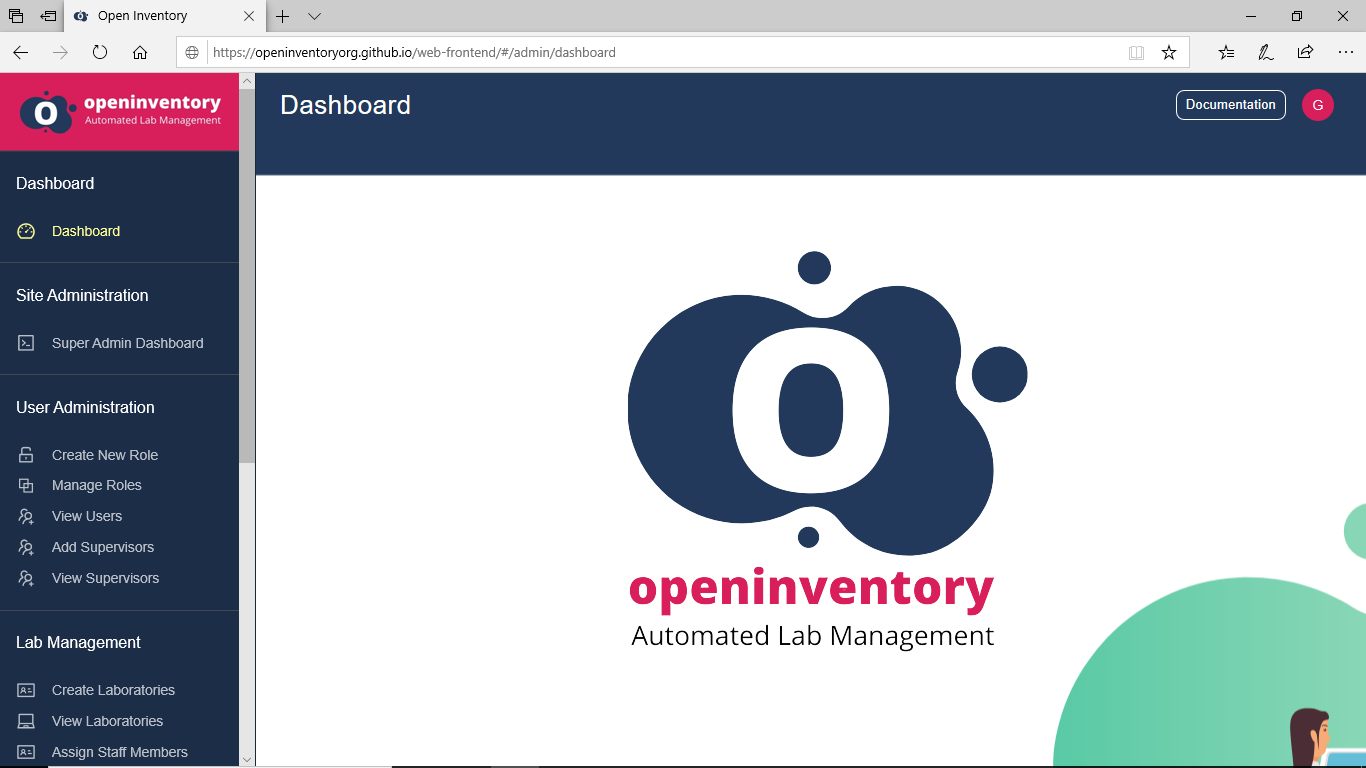 Open Inventory
https://openinventoryorg.github.io/web-frontend/#/admin/dashboard
openinventory
Automated Lab Management
Dashboard
Documentation
G
Dashboard
Dashboard
Site Administration
Super Admin Dashboard
User Administration
Create New Role
Manage Roles
View Users
Add Supervisors
View Supervisors
Lab Management
Create Laboratories
View Laboratories
Assign Staff Members
o
openinventory
Automated Lab Management